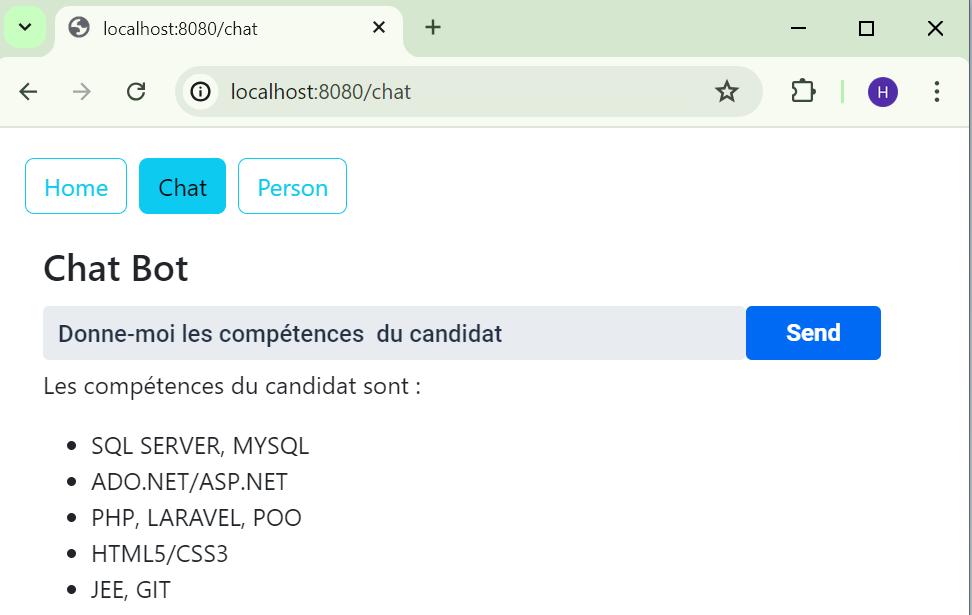 localhost:8080/chat
localhost:8080/chat
H
Home Chat Person
Chat Bot
Donne-moi les compétences  du candidat Send
Les compétences du candidat sont :
SQL SERVER, MYSQL
ADO.NET/ASP.NET
PHP, LARAVEL, POO
HTML5/CSS3
JEE, GIT